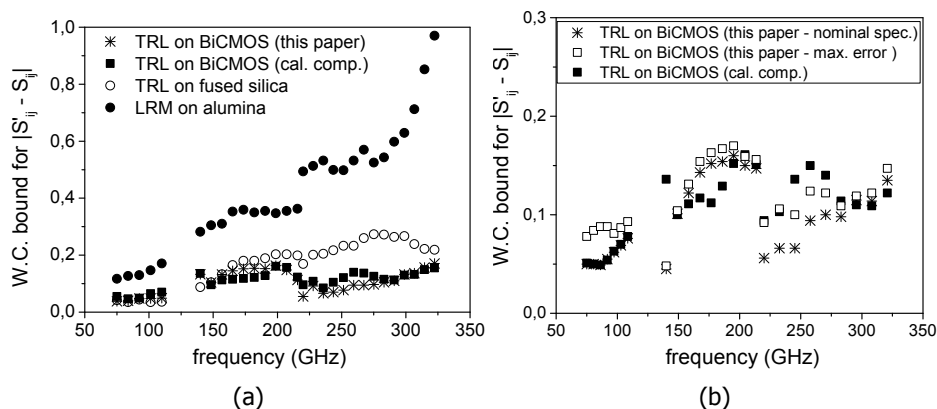 W.C. bound for |S'ij - Sij|
1,0
0,8
0,6
0,4
0,2
0,0
TRL on BiCMOS (this paper)
TRL on BiCMOS (cal. comp.)
TRL on fused silica
LRM on alumina
50 100 150 200 250 300 350
frequency (GHz)
(a)
W.C. bound for |S'ij - Sij|
0,3
0,2
0,1
0,0
TRL on BiCMOS (this paper - nominal spec.)
TRL on BiCMOS (this paper - max. error )
TRL on BiCMOS (cal. comp.)
50 100 150 200 250 300 350
frequency (GHz)
(b)